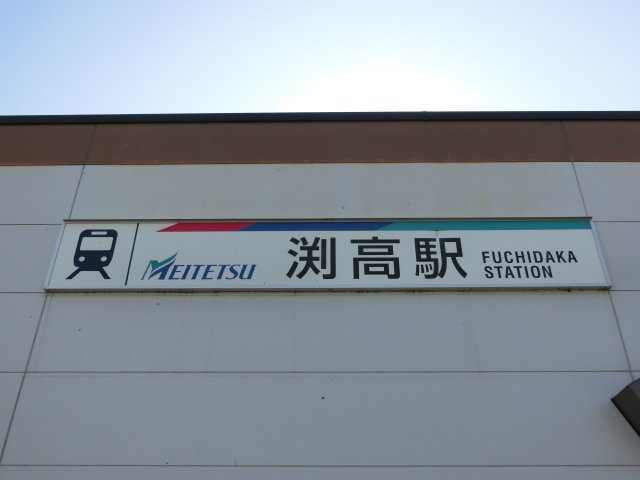 MEITETSU 渕高駅 FUCHIDAKA
STATION